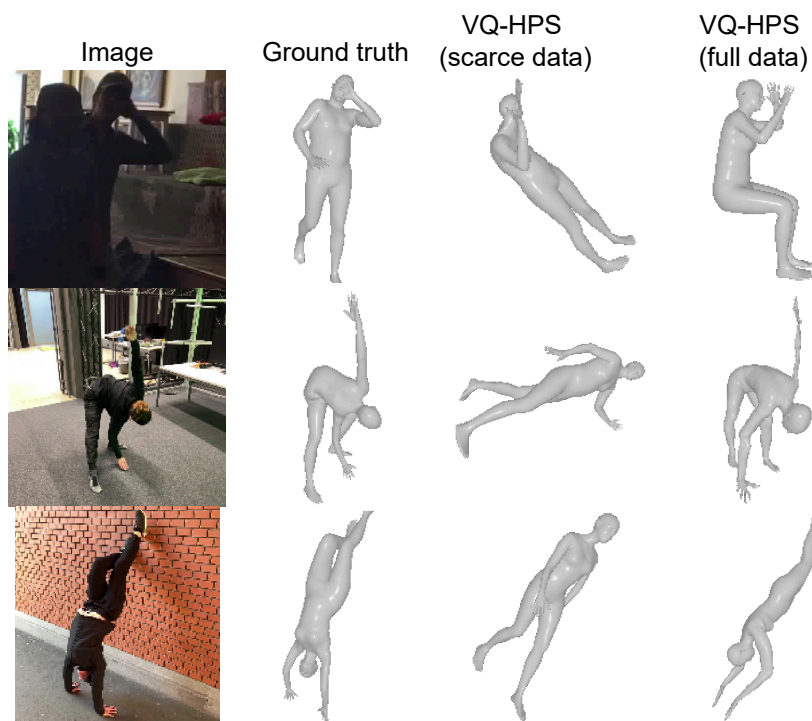 Image
Ground truth
VQ-HPS
(scarce data)
VQ-HPS
(full data)